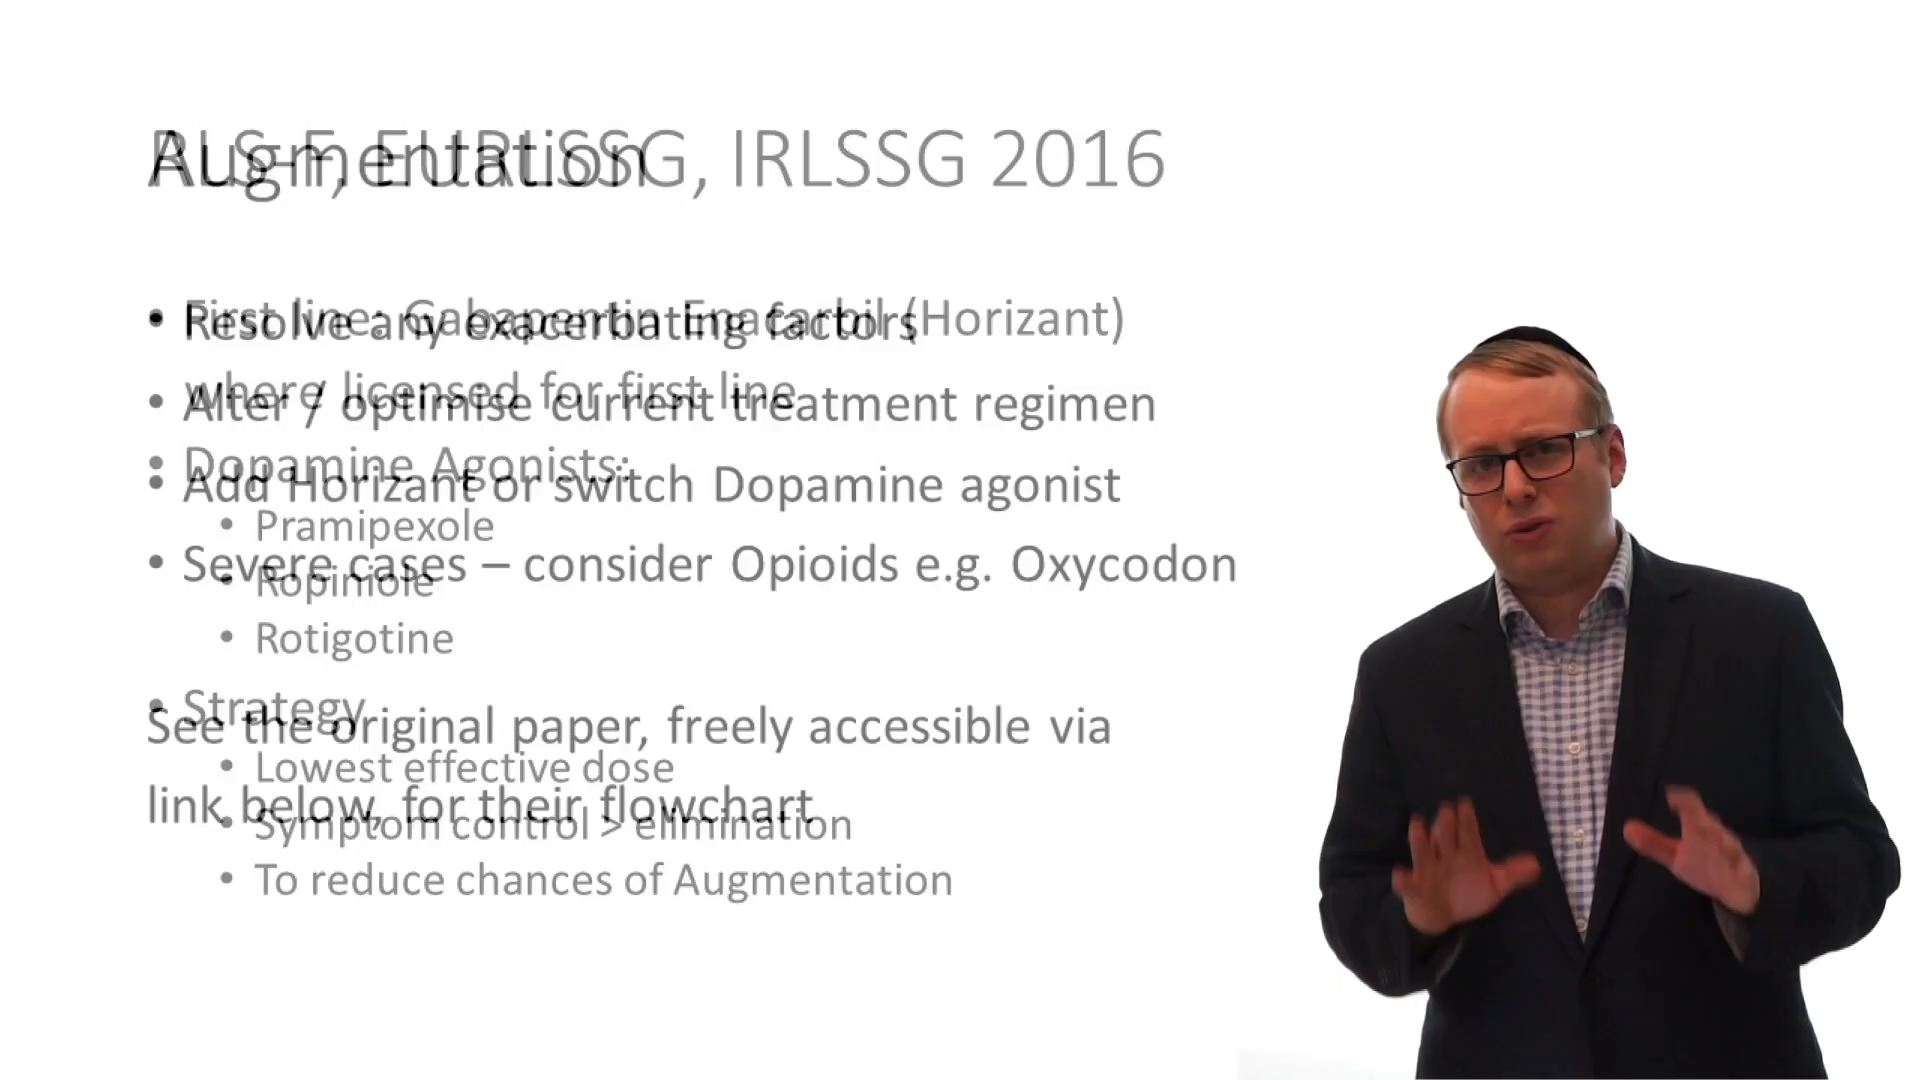 RLS-F, EURLSSG, IRLSSG 2016
• First line: Gabapentin Enacarbil (Horizant)
where licensed for first line
• Dopamine Agonists:
• Pramipexole
• Ropiniole
• Rotigotine
• Strategy
• Lowest effective dose
• Symptom control > elimination
• To reduce chances of Augmentation
Augmentation
• Resolve any exacerbating factors
• Alter / optimise current treatment regimen
• Add Horizant or switch Dopamine agonist
• Severe cases – consider Opioids e.g. Oxycodon
See the original paper, freely accessible via
link below, for their flowchart